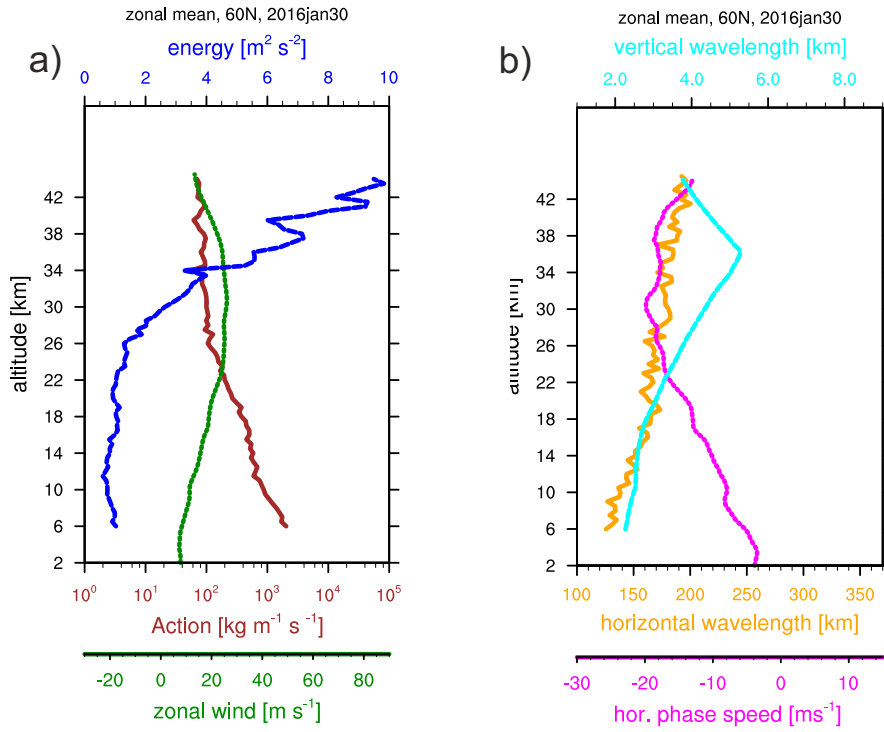 zonal mean, 60N, 2016jan30
a)
energy [m² s⁻²]
0 2 4 6 8 10
altitude [km]
42
38
34
30
26
22
18
14
10
6
2
10⁰ 10¹ 10² 10³ 10⁴ 10⁵
Action [kg m⁻¹ s⁻¹]
-20 0 20 40 60 80
zonal wind [m s⁻¹]
zonal mean, 60N, 2016jan30
b)
vertical wavelength [km]
2.0 4.0 6.0 8.0
altitude [km]
42
38
34
30
26
22
18
14
10
6
2
100 150 200 250 300 350
horizontal wavelength [km]
-30 -20 -10 0 10
hor. phase speed [ms⁻¹]